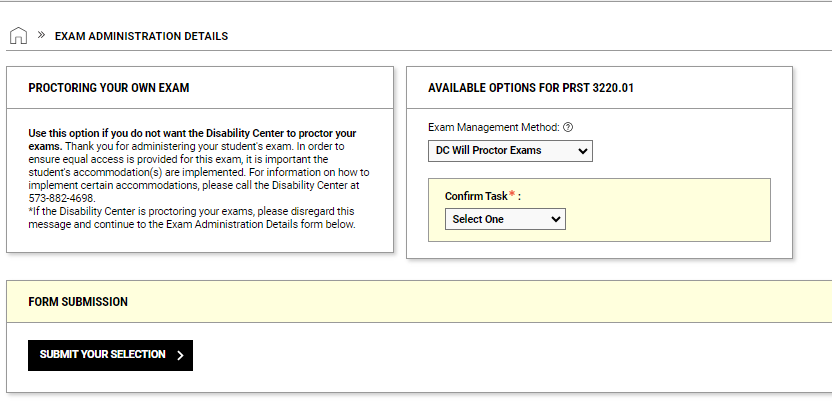 » EXAM ADMINISTRATION DETAILS
PROCTORING YOUR OWN EXAM
Use this option if you do not want the Disability Center to proctor your
exams. Thank you for administering your student's exam. In order to
ensure equal access is provided for this exam, it is important the
student's accommodation(s) are implemented. For information on how to
implement certain accommodations, please call the Disability Center at
573-882-4698.
*If the Disability Center is proctoring your exams, please disregard this
message and continue to the Exam Administration Details form below.
AVAILABLE OPTIONS FOR PRST 3220.01
Exam Management Method: ?
DC Will Proctor Exams
Confirm Task* :
Select One
FORM SUBMISSION
SUBMIT YOUR SELECTION